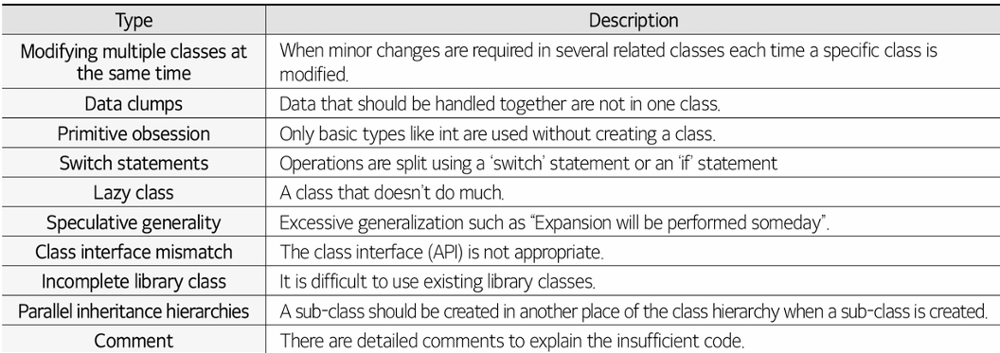 Type Description
Modifying multiple classes at the same time When minor changes are required in several related classes each time a specific class is modified.
Data clumps Data that should be handled together are not in one class.
Primitive obsession Only basic types like int are used without creating a class.
Switch statements Operations are split using a ‘switch’ statement or an ‘if’ statement
Lazy class A class that doesn’t do much.
Speculative generality Excessive generalization such as “Expansion will be performed someday”.
Class interface mismatch The class interface (API) is not appropriate.
Incomplete library class It is difficult to use existing library classes.
Parallel inheritance hierarchies A sub-class should be created in another place of the class hierarchy when a sub-class is created.
Comment There are detailed comments to explain the insufficient code.